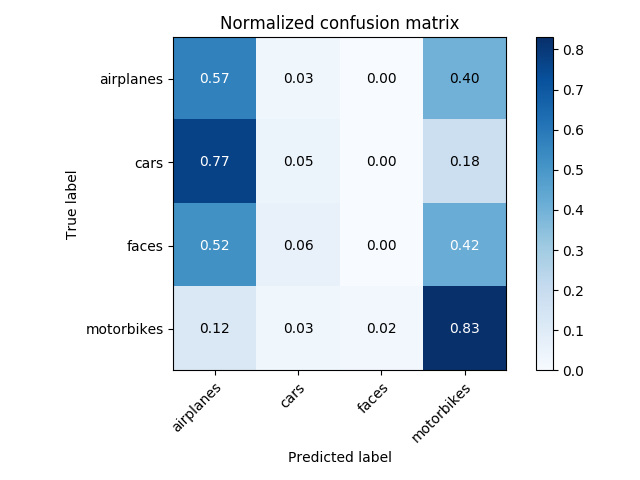 Normalized confusion matrix
True label
airplanes 0.57 0.03 0.00 0.40
cars 0.77 0.05 0.00 0.18
faces 0.52 0.06 0.00 0.42
motorbikes 0.12 0.03 0.02 0.83
airplanes cars faces motorbikes
Predicted label
0.8
0.7
0.6
0.5
0.4
0.3
0.2
0.1
0.0